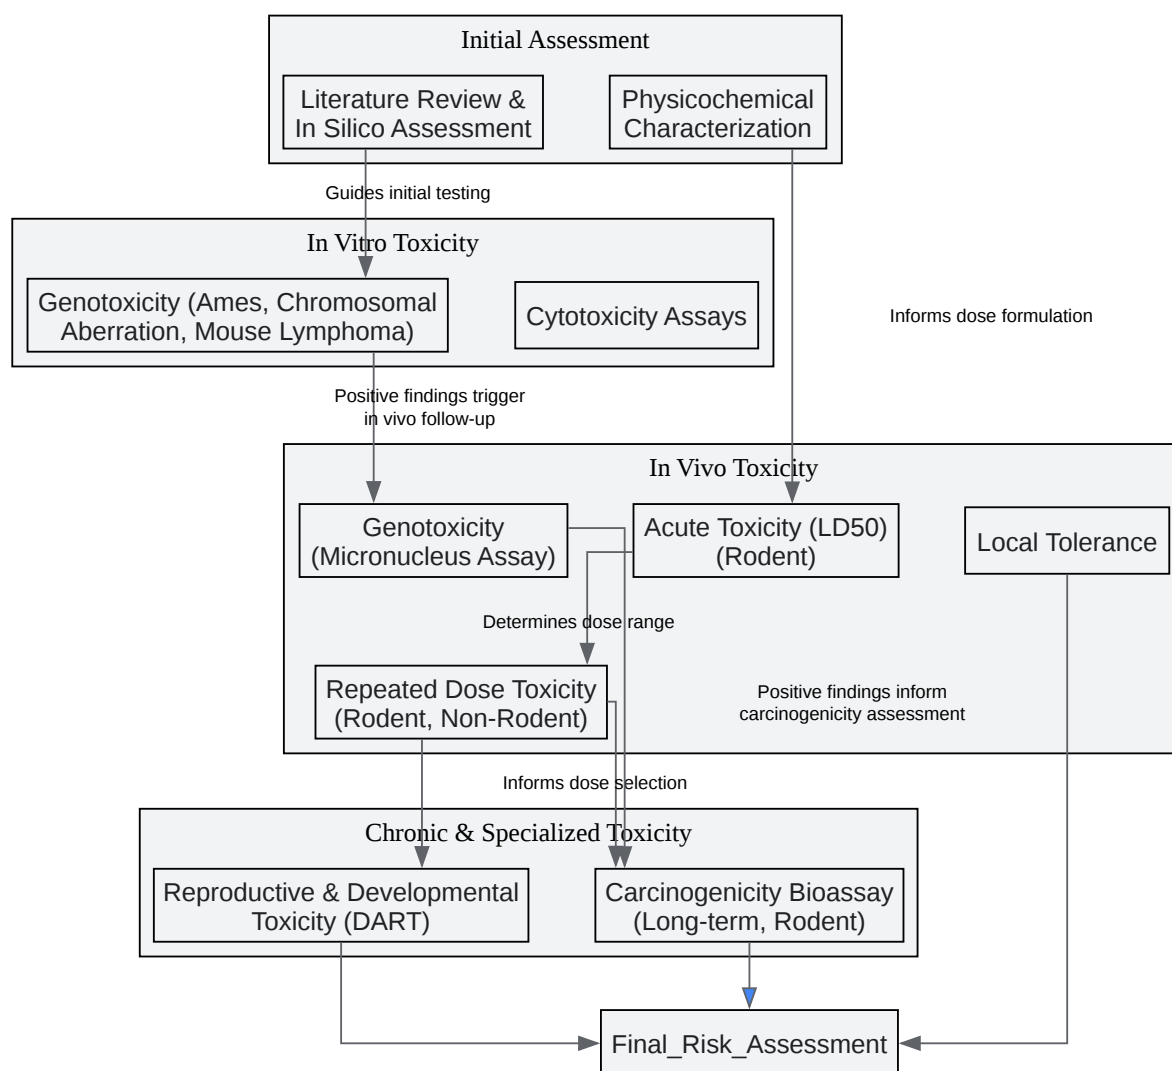 Initial Assessment
Literature Review &
In Silico Assessment
Physicochemical
Characterization
Guides initial testing
In Vitro Toxicity
Genotoxicity (Ames, Chromosomal
Aberration, Mouse Lymphoma)
Cytotoxicity Assays
Informs dose formulation
Positive findings trigger
in vivo follow-up
In Vivo Toxicity
Genotoxicity
(Micronucleus Assay)
Acute Toxicity (LD50)
(Rodent)
Local Tolerance
Determines dose range
Repeated Dose Toxicity
(Rodent, Non-Rodent)
Positive findings inform
carcinogenicity assessment
Informs dose selection
Chronic & Specialized Toxicity
Reproductive & Developmental
Toxicity (DART)
Carcinogenicity Bioassay
(Long-term, Rodent)
Final_Risk_Assessment